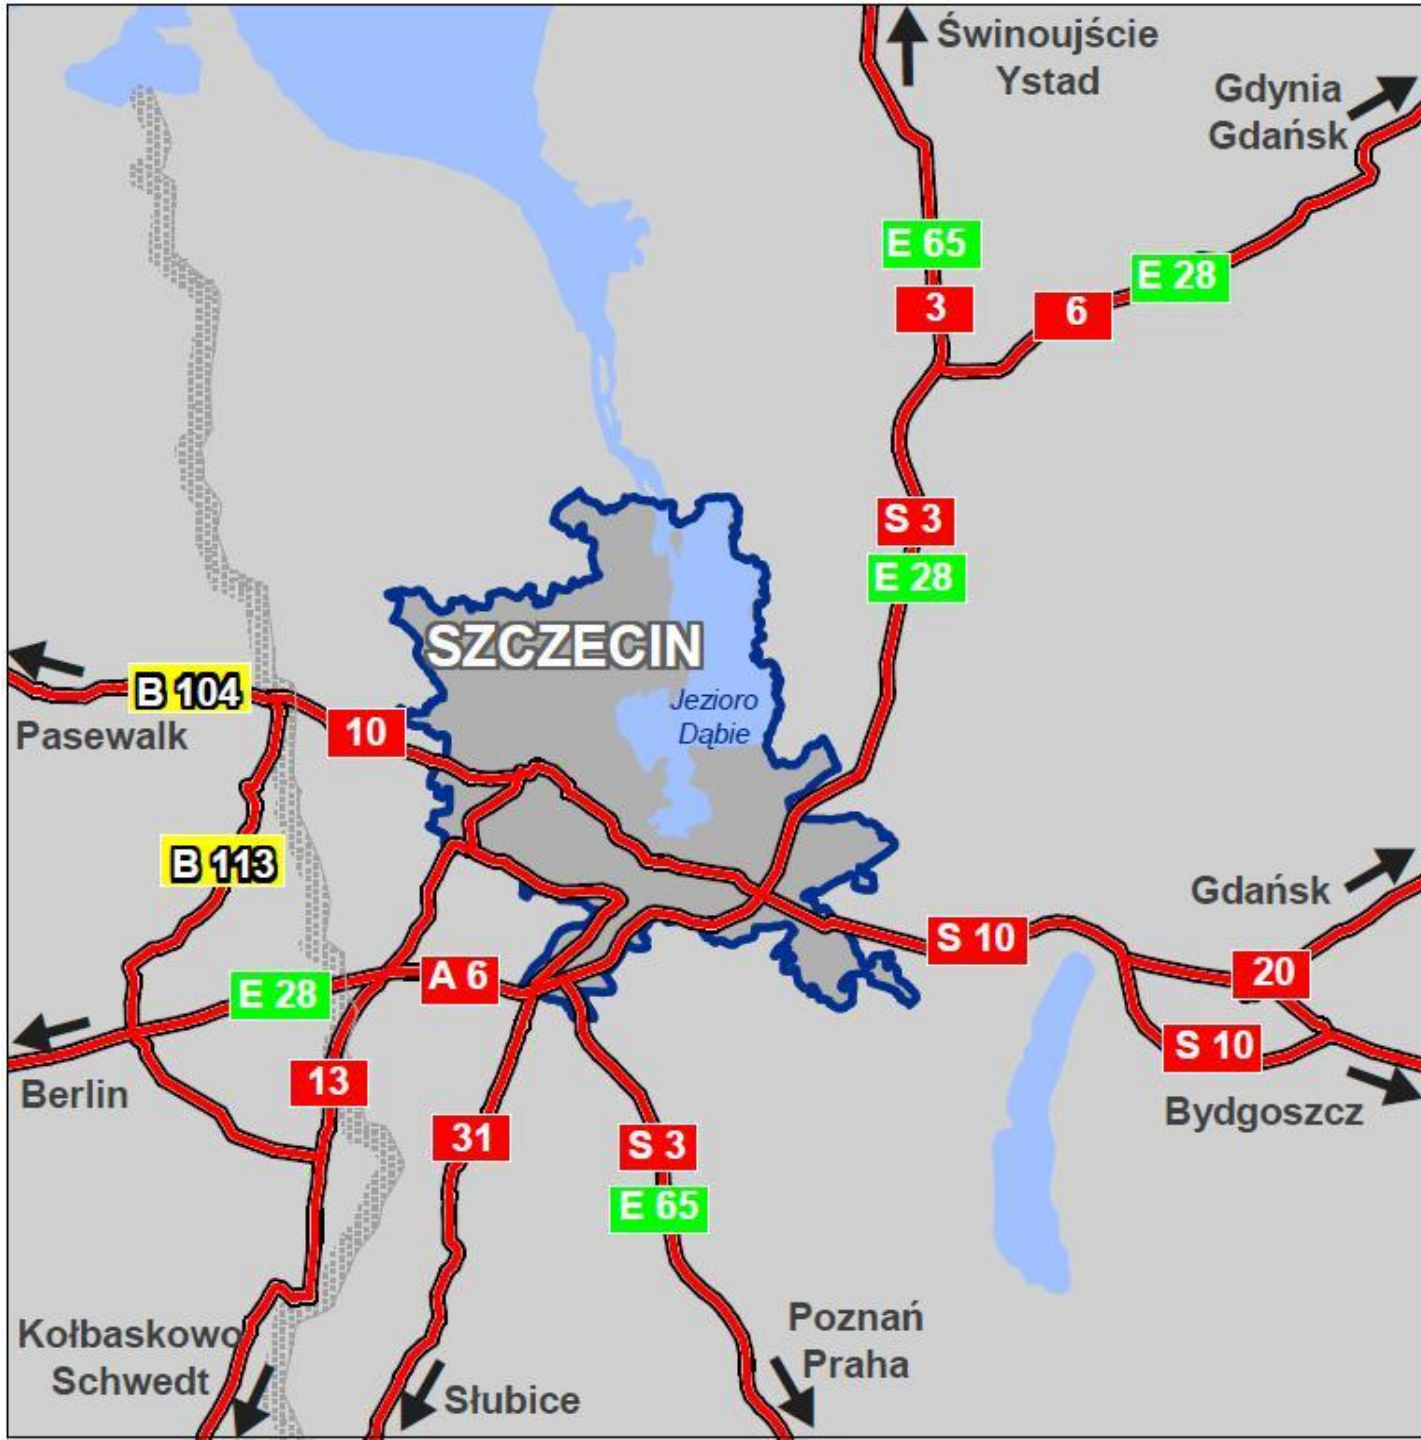 Świnoujście
Ystad
Gdynia
Gdańsk
E 65
E 28
3
6
S 3
E 28
SZCZECIN
B 104
Jezioro
Dąbie
Pasewalk
10
B 113
Gdańsk
S 10
A 6
20
E 28
S 10
13
Berlin
Bydgoszcz
31
S 3
E 65
Poznań
Praha
Kołbaskowo
Schwedt
Słubice